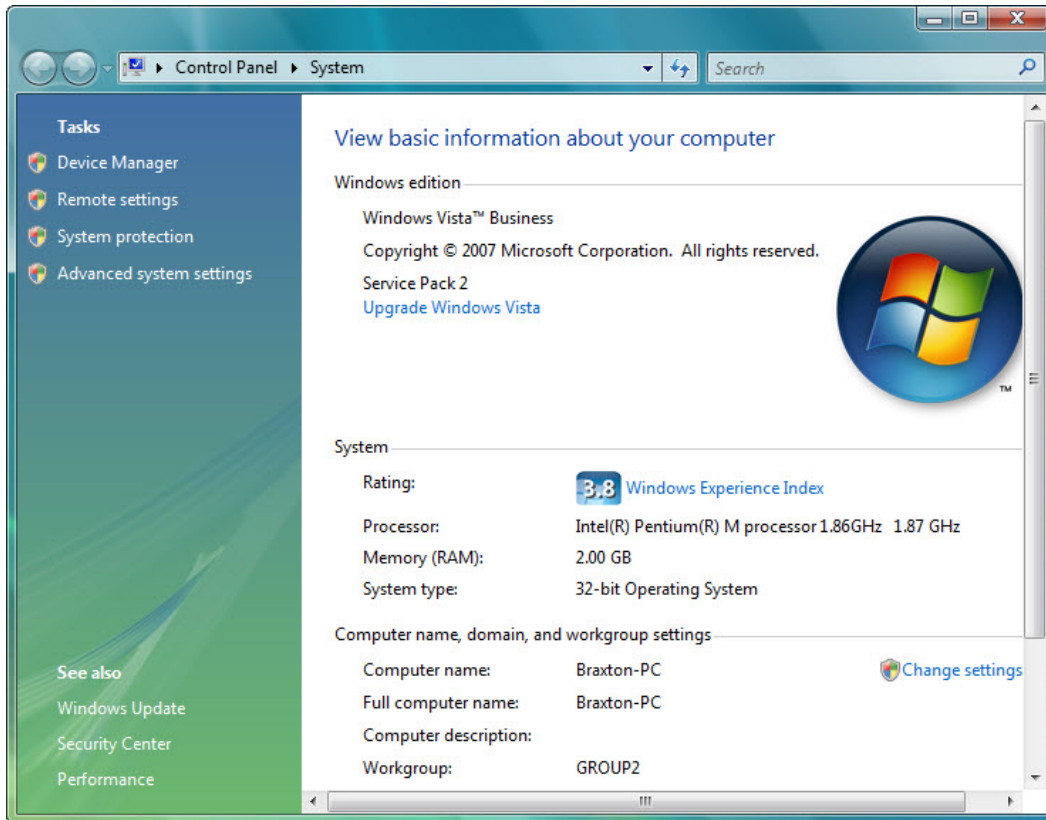 Control Panel System
Search
Tasks
Device Manager
Remote settings
System protection
Advanced system settings
See also
Windows Update
Security Center
Performance
View basic information about your computer
Windows edition
Windows Vista™ Business
Copyright © 2007 Microsoft Corporation. All rights reserved.
Service Pack 2
Upgrade Windows Vista
TM
System
Rating: 3,8 Windows Experience Index
Processor: Intel(R) Pentium(R) M processor 1.86GHz 1.87 GHz
Memory (RAM): 2.00 GB
System type: 32-bit Operating System
Computer name, domain, and workgroup settings
Computer name: Braxton-PC Change settings
Full computer name: Braxton-PC
Computer description:
Workgroup: GROUP2